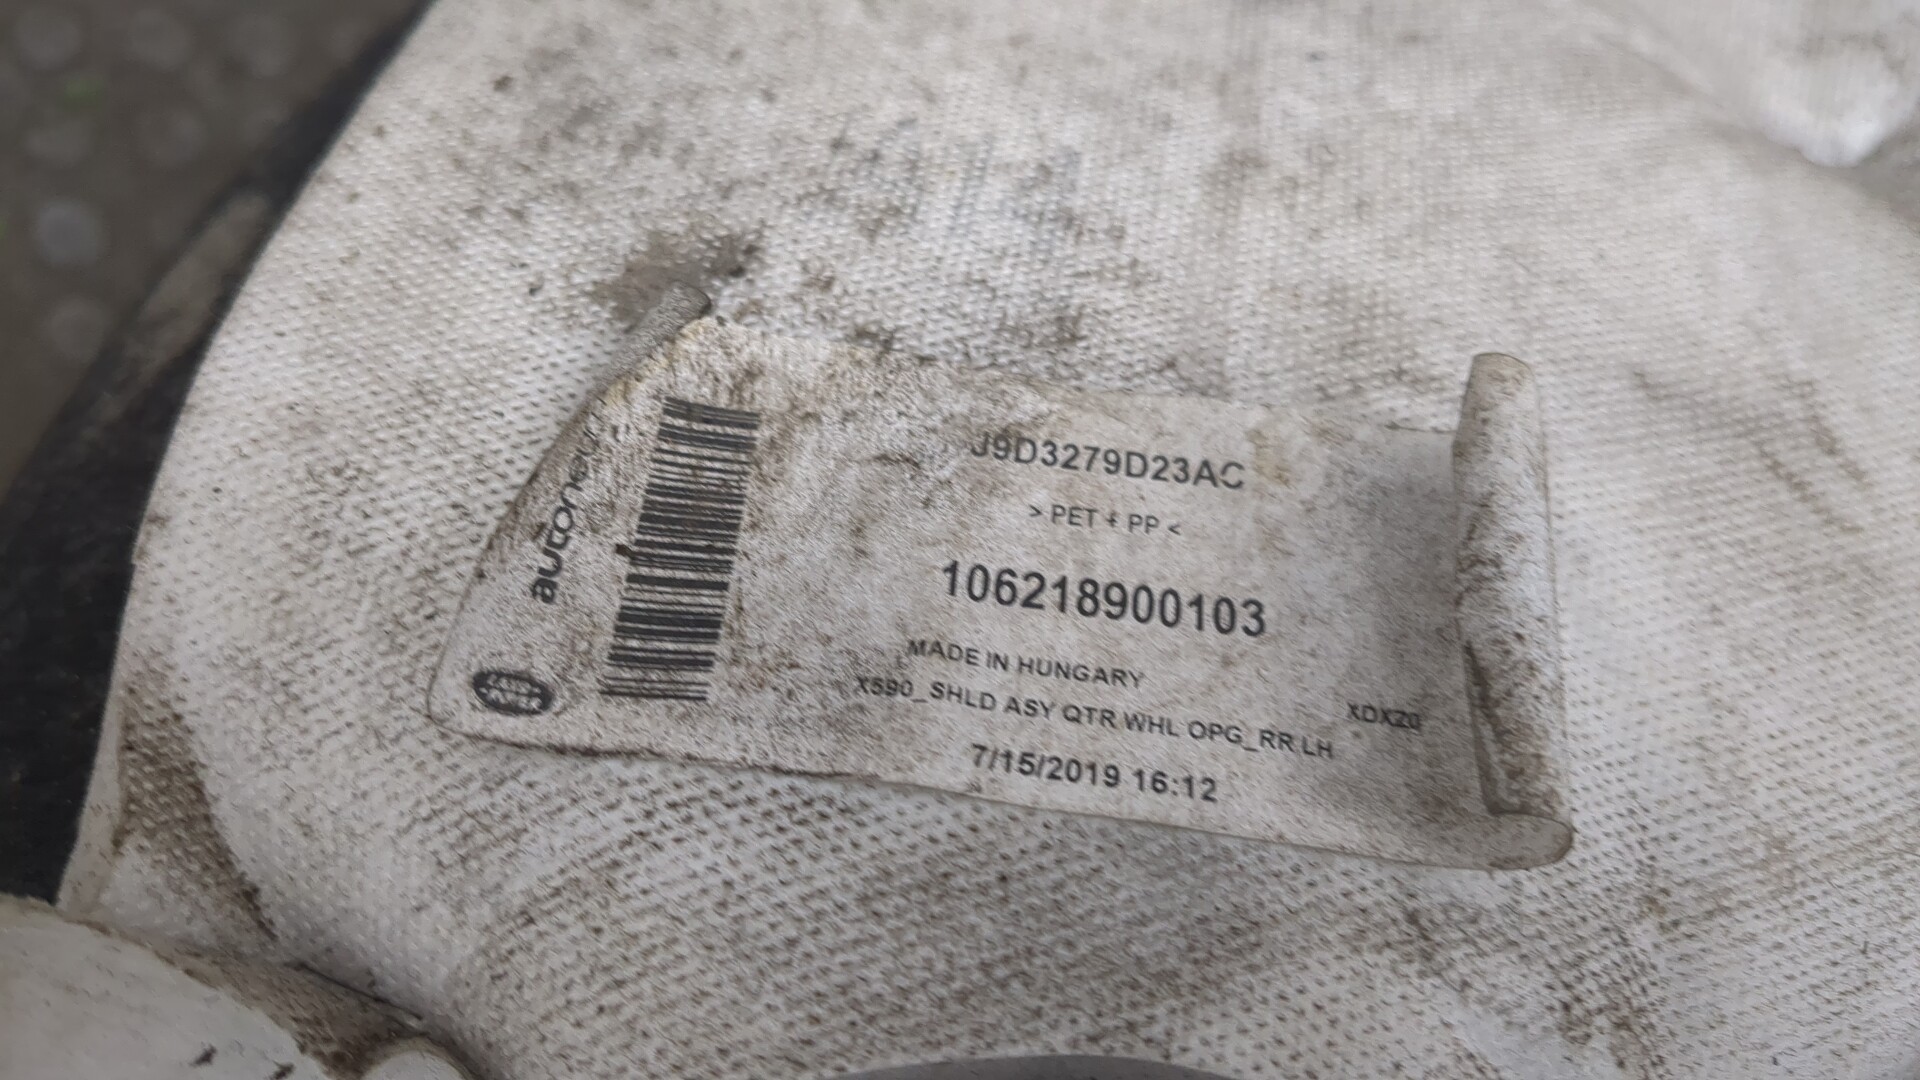 J9D3279D23AC
> PET + PP <
106218900103
MADE IN HUNGARY
X590_SHLD ASY QTR WHL OPG_RR LH
XDXZ0
7/15/2019 16:12
autoneum
LAND ROVER